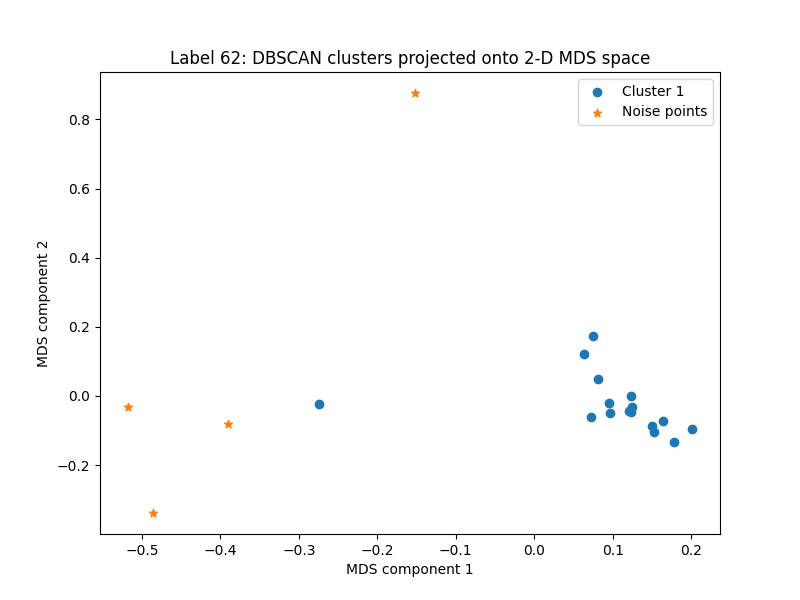 Label 62: DBSCAN clusters projected onto 2-D MDS space
Cluster 1
Noise points
0.8
0.6
0.4
0.2
0.0
−0.2
MDS component 2
−0.5
−0.4
−0.3
−0.2
−0.1
0.0
0.1
0.2
MDS component 1